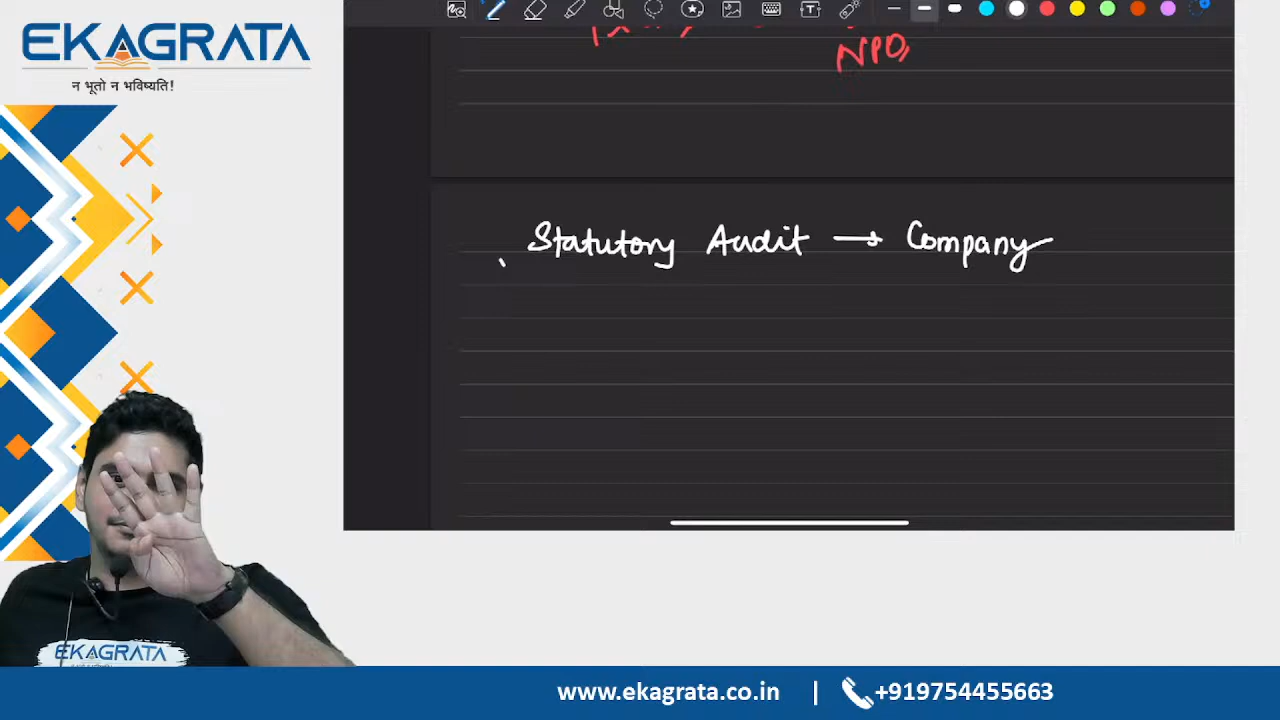 EKAGRATA
न भूतो न भविष्यति!
NPO,
Statutory Audit → Company
EKAGRATA
www.ekagrata.co.in | +919754455663